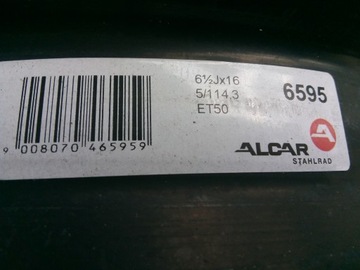 6½Jx16
5/114.3
ET50
6595
9 008070 465959
ALCAR
STAHLRAD